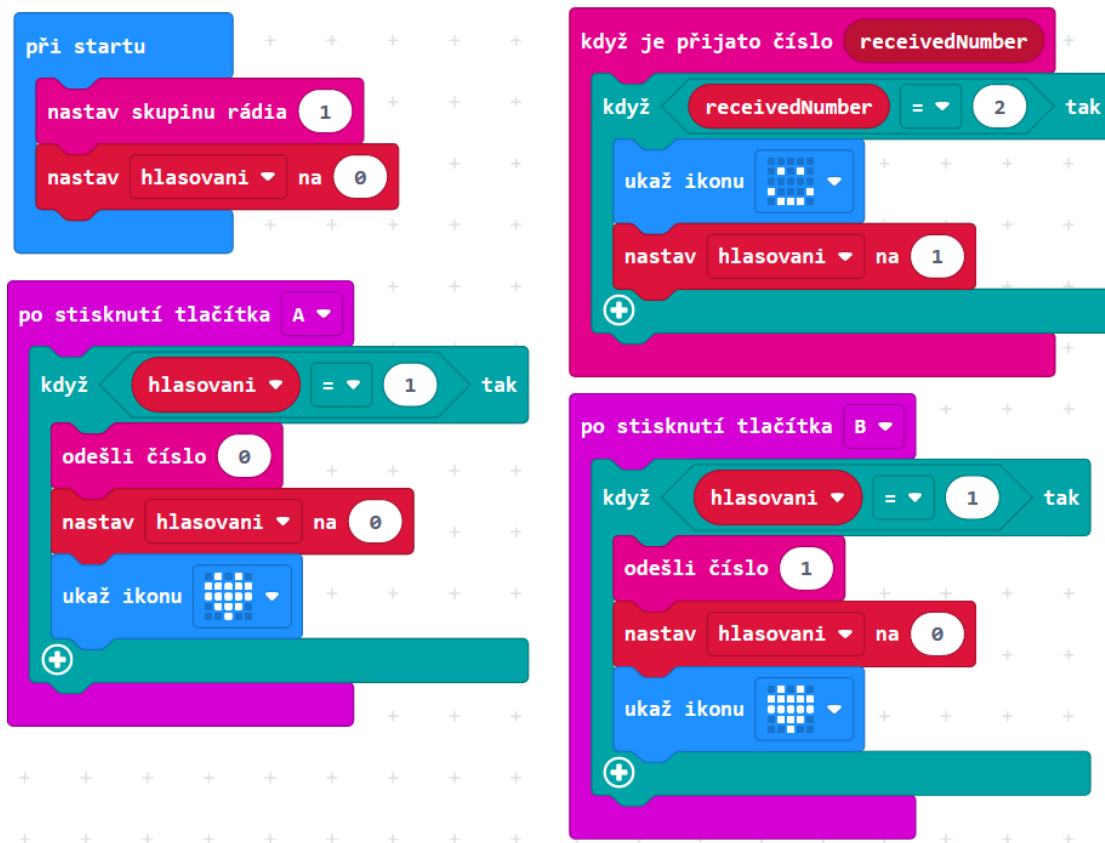 při startu
nastav skupinu rádia 1
nastav hlasovani na 0
po stisknutí tlačítka A
když hlasovani = 1 tak
odešli číslo 0
nastav hlasovani na 0
ukaž ikonu
když je přijato číslo receivedNumber
když receivedNumber = 2 tak
ukaž ikonu
nastav hlasovani na 1
po stisknutí tlačítka B
když hlasovani = 1 tak
odešli číslo 1
nastav hlasovani na 0
ukaž ikonu